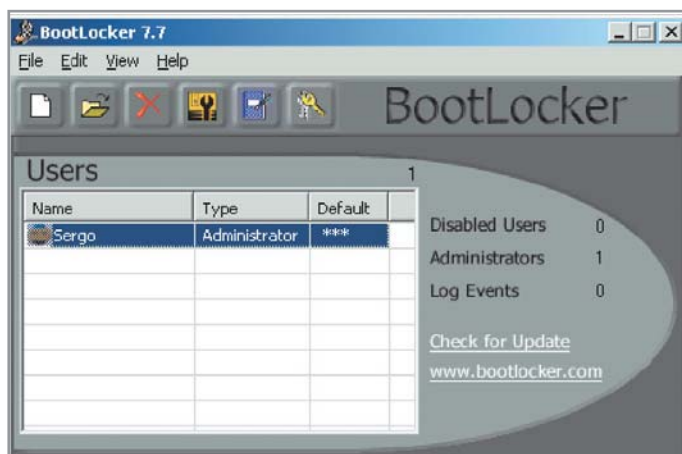 BootLocker 7.7
File Edit View Help
BootLocker
Users 1
Name Type Default
Sergo Administrator ***
Disabled Users 0
Administrators 1
Log Events 0
Check for Update
www.bootlocker.com